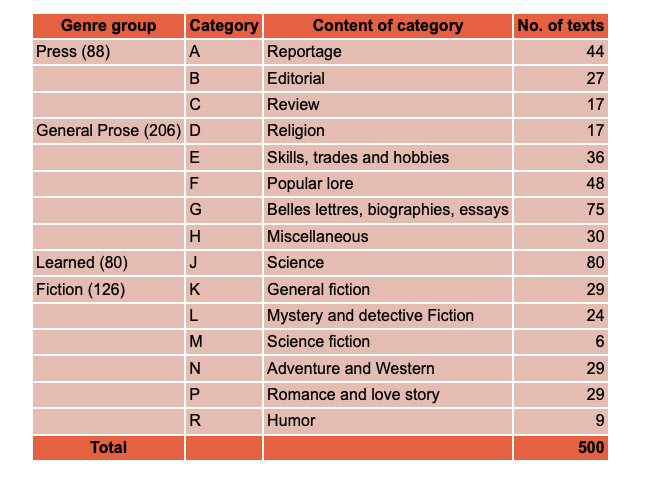 Genre group Category Content of category No. of texts
Press (88) A Reportage 44
B Editorial 27
C Review 17
General Prose (206) D Religion 17
E Skills, trades and hobbies 36
F Popular lore 48
G Belles lettres, biographies, essays 75
H Miscellaneous 30
Learned (80) J Science 80
Fiction (126) K General fiction 29
L Mystery and detective Fiction 24
M Science fiction 6
N Adventure and Western 29
P Romance and love story 29
R Humor 9
Total 500